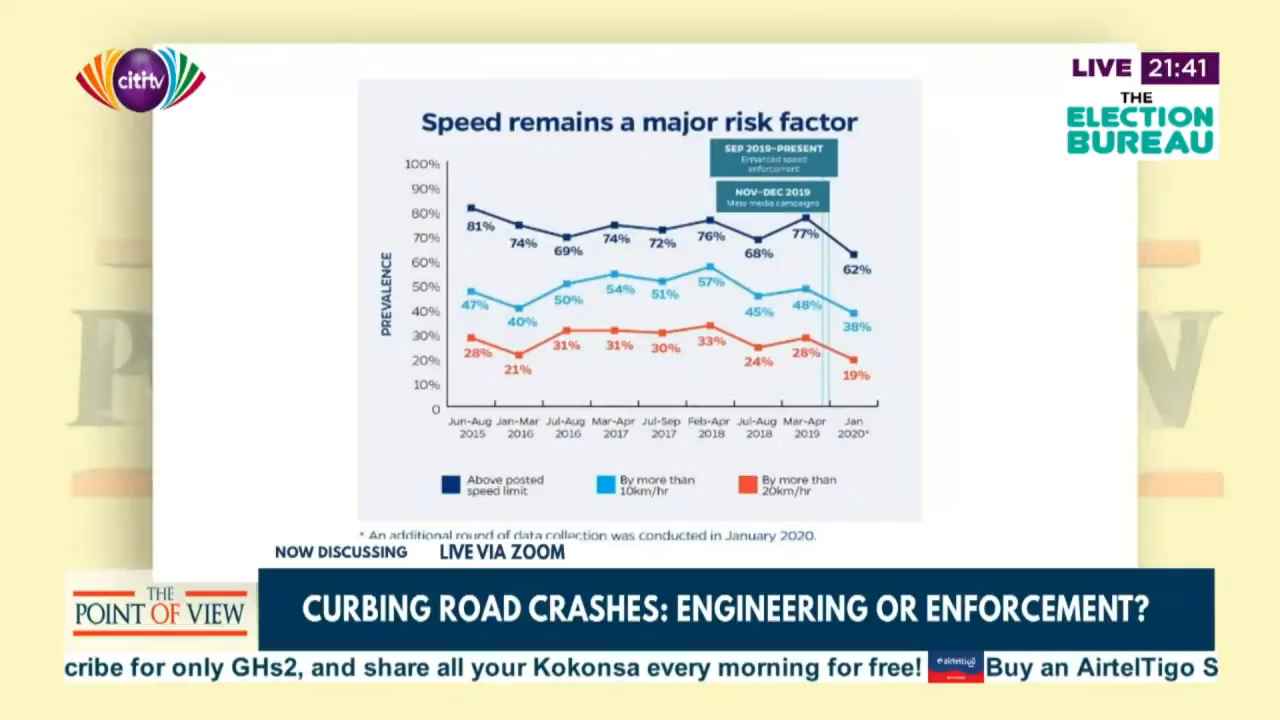 cititv
LIVE 21:41
THE
ELECTION
BUREAU
Speed remains a major risk factor
SEP 2019–PRESENT
Enhanced speed
enforcement
NOV–DEC 2019
Mass media campaigns
PREVALENCE
100%
90%
80%
70%
60%
50%
40%
30%
20%
10%
0
81% 74% 69% 74% 72% 76% 68% 77% 62%
47% 40% 50% 54% 51% 57% 45% 48% 38%
28% 21% 31% 31% 30% 33% 24% 28% 19%
Jun-Aug Jan-Mar Jul-Aug Mar-Apr Jul-Sep Feb-Apr Jul-Aug Mar-Apr Jan
2015 2016 2016 2017 2017 2018 2018 2019 2020*
Above posted
speed limit
By more than
10km/hr
By more than
20km/hr
* An additional round of data collection was conducted in January 2020.
NOW DISCUSSING LIVE VIA ZOOM
THE
POINT OF VIEW
CURBING ROAD CRASHES: ENGINEERING OR ENFORCEMENT?
cribe for only GHs2, and share all your Kokonsa every morning for free! airteltigo Buy an AirtelTigo S